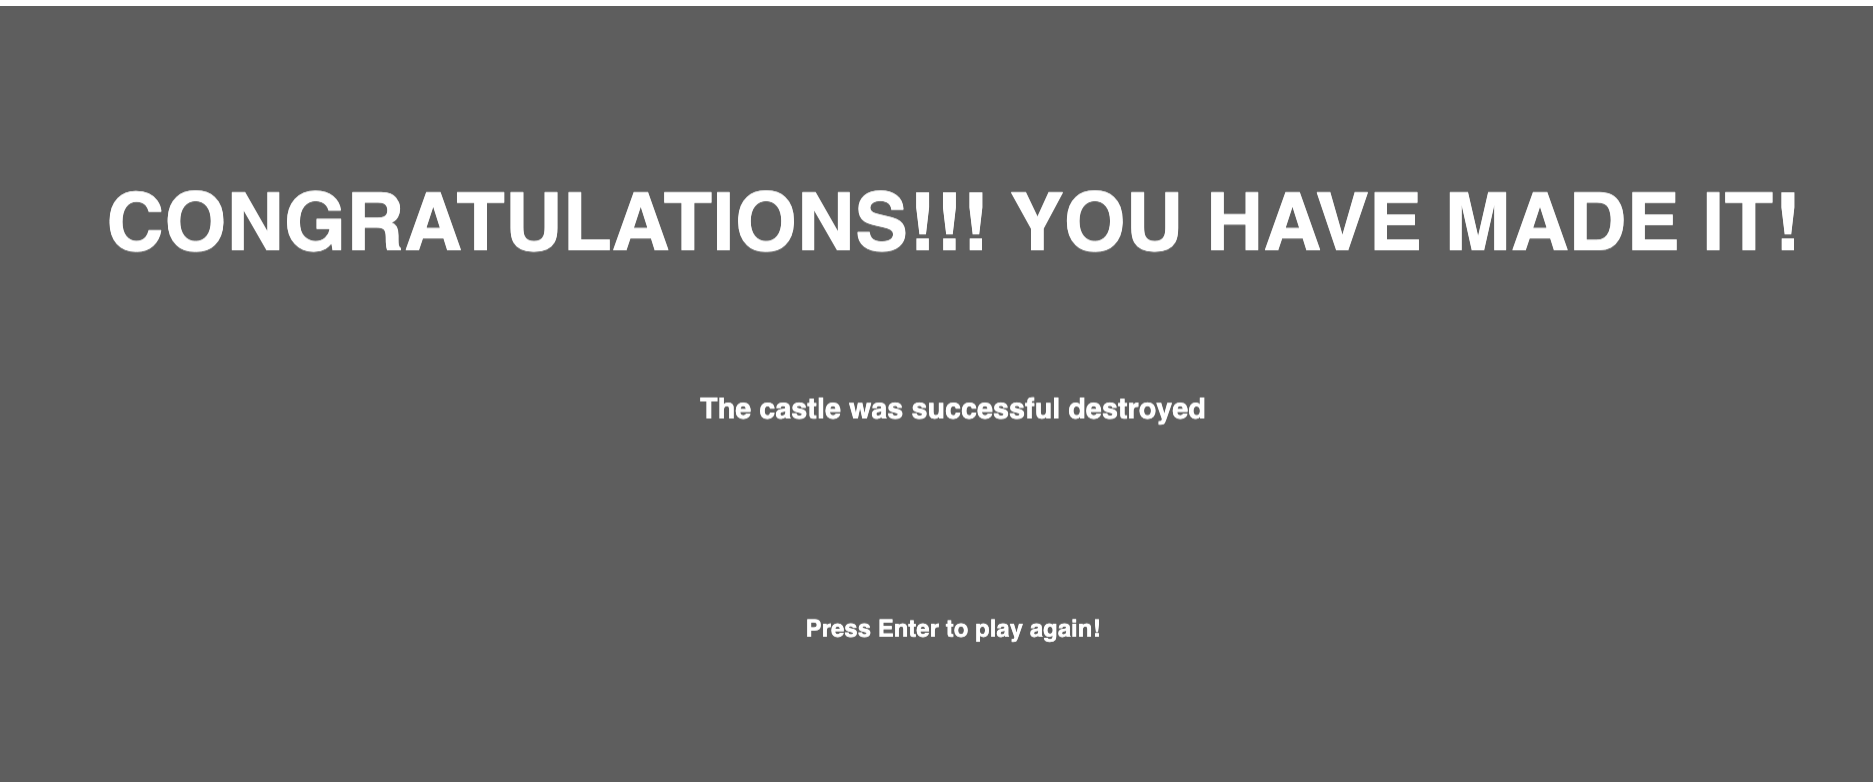 CONGRATULATIONS!!! YOU HAVE MADE IT!
The castle was successful destroyed
Press Enter to play again!